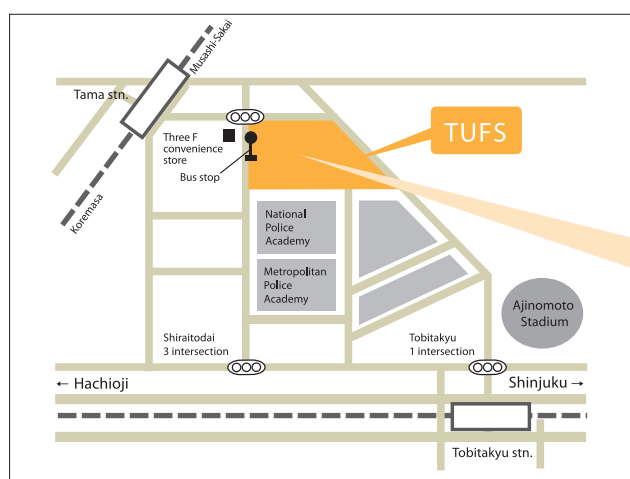 Musashi-Sakai
Tama stn.
TUFS
Three F
convenience
store
Bus stop
Koremasa
National
Police
Academy
Metropolitan
Police
Academy
Ajinomoto
Stadium
Shiraitodai
3 intersection
Tobitakyu
1 intersection
← Hachioji
Shinjuku →
Tobitakyu stn.